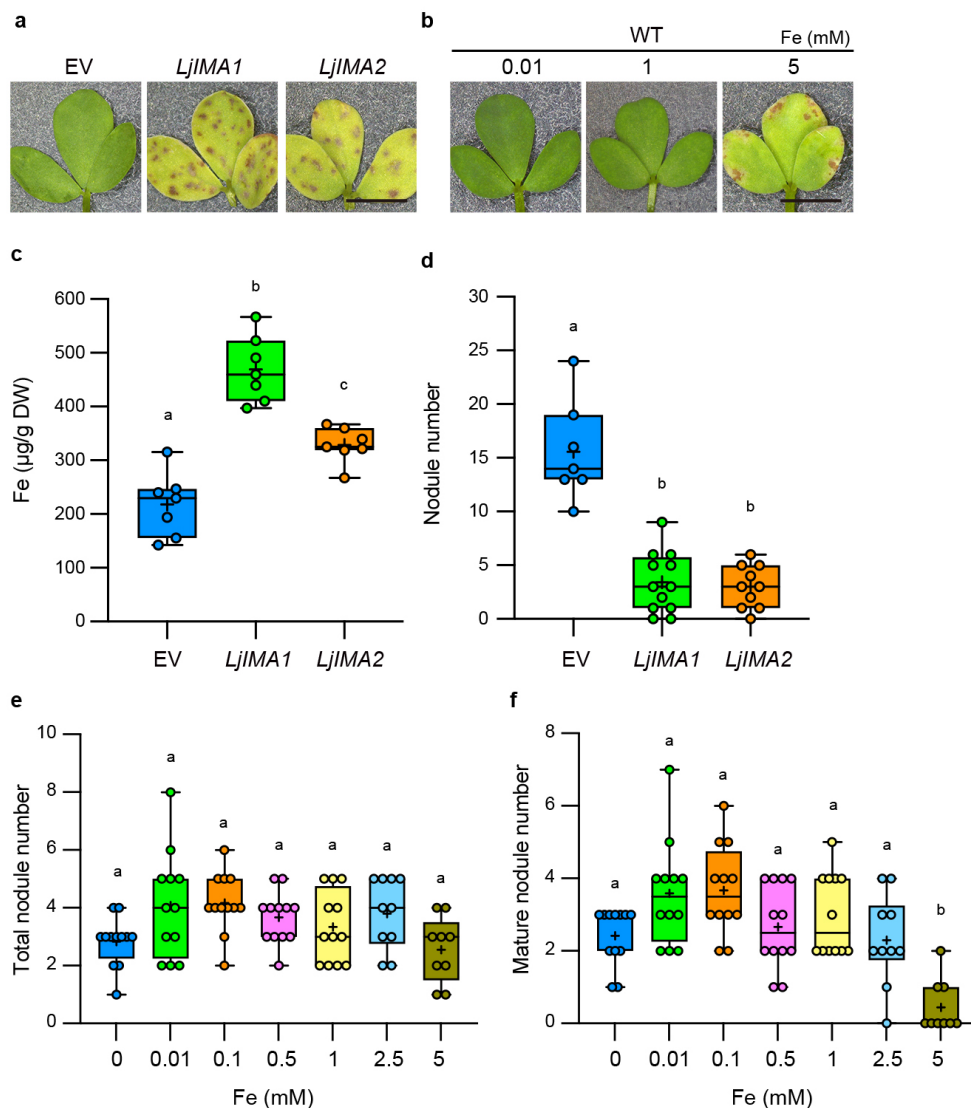 a
EV LjIMA1 LjIMA2
b
WT Fe (mM)
0.01 1 5
c
Fe (µg/g DW)
600
500
400
300
200
100
0
a
b
c
EV LjIMA1 LjIMA2
d
Nodule number
30
25
20
15
10
5
0
a
b
b
EV LjIMA1 LjIMA2
e
Total nodule number
10
8
6
4
2
0
a a a a a a a
0 0.01 0.1 0.5 1 2.5 5
Fe (mM)
f
Mature nodule number
8
6
4
2
0
a a a a a a b
0 0.01 0.1 0.5 1 2.5 5
Fe (mM)